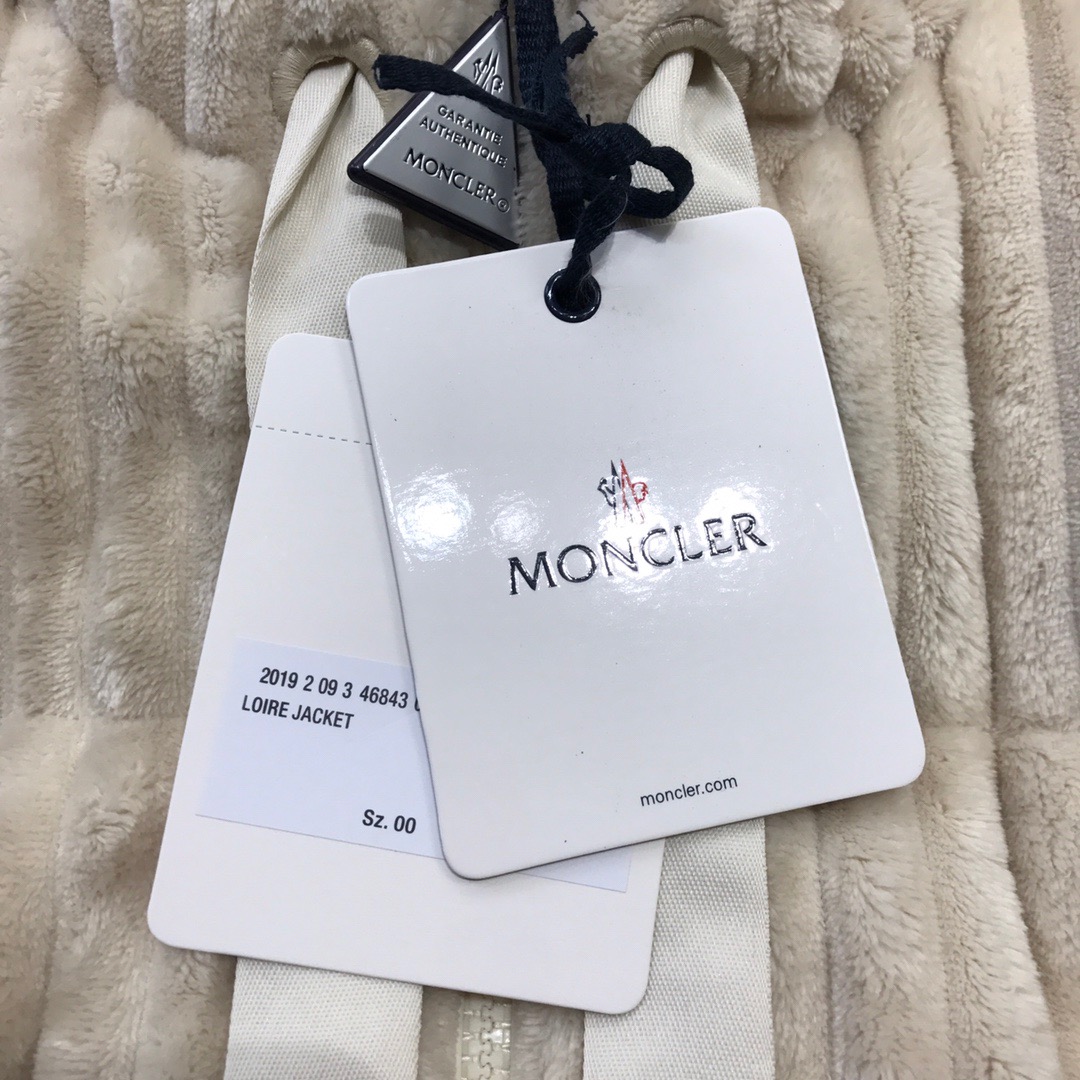 GARANTIE
AUTHENTIQUE
MONCLER
MONCLER
moncler.com
2019 2 09 3 46843
LOIRE JACKET
Sz. 00